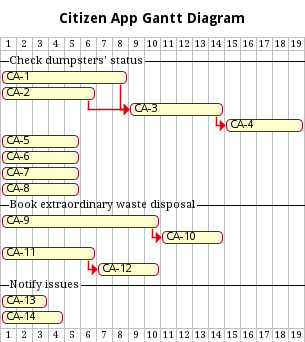 Citizen App Gantt Diagram
1 2 3 4 5 6 7 8 9 10 11 12 13 14 15 16 17 18 19
Check dumpsters' status
CA-1
CA-2
CA-3
CA-4
CA-5
CA-6
CA-7
CA-8
Book extraordinary waste disposal
CA-9
CA-10
CA-11
CA-12
Notify issues
CA-13
CA-14
1 2 3 4 5 6 7 8 9 10 11 12 13 14 15 16 17 18 19